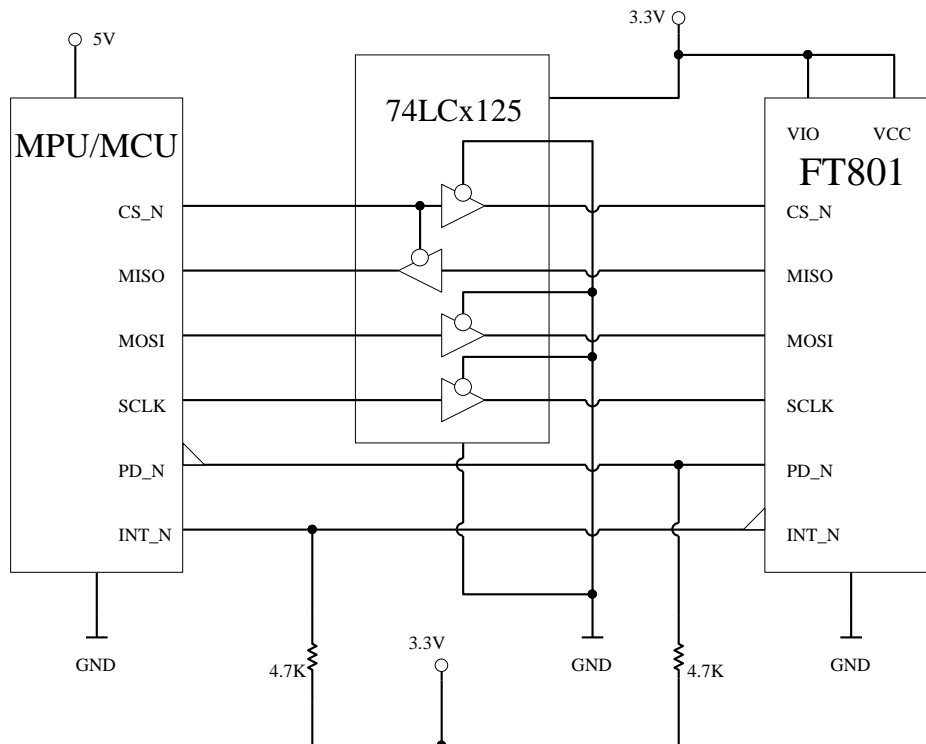 3.3V
5V
74LCx125
MPU/MCU
VIO
VCC
FT801
CS_N
CS_N
MISO
MISO
MOSI
MOSI
SCLK
SCLK
PD_N
PD_N
INT_N
INT_N
GND
3.3V
GND
GND
4.7K
4.7K